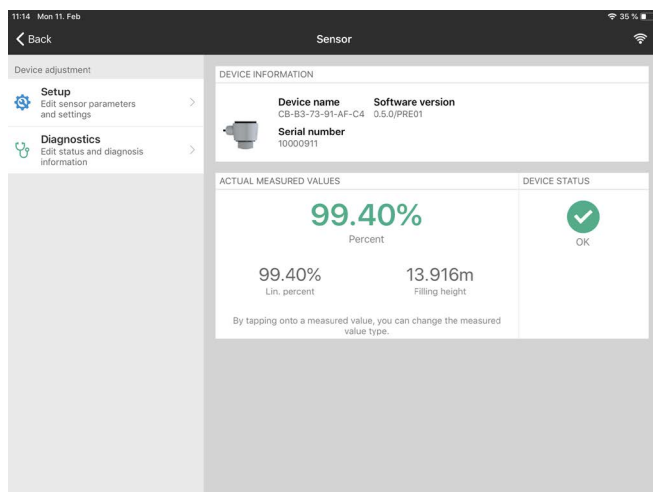 11:14 Mon 11. Feb
35 %
Back
Sensor
Device adjustment
Setup
Edit sensor parameters
and settings
Diagnostics
Edit status and diagnosis
information
DEVICE INFORMATION
Device name
CB-B3-73-91-AF-C4
Software version
0.5.0/PRE01
Serial number
10000911
ACTUAL MEASURED VALUES
99.40%
Percent
99.40%
Lin. percent
13.916m
Filling height
By tapping onto a measured value, you can change the measured
value type.
DEVICE STATUS
OK